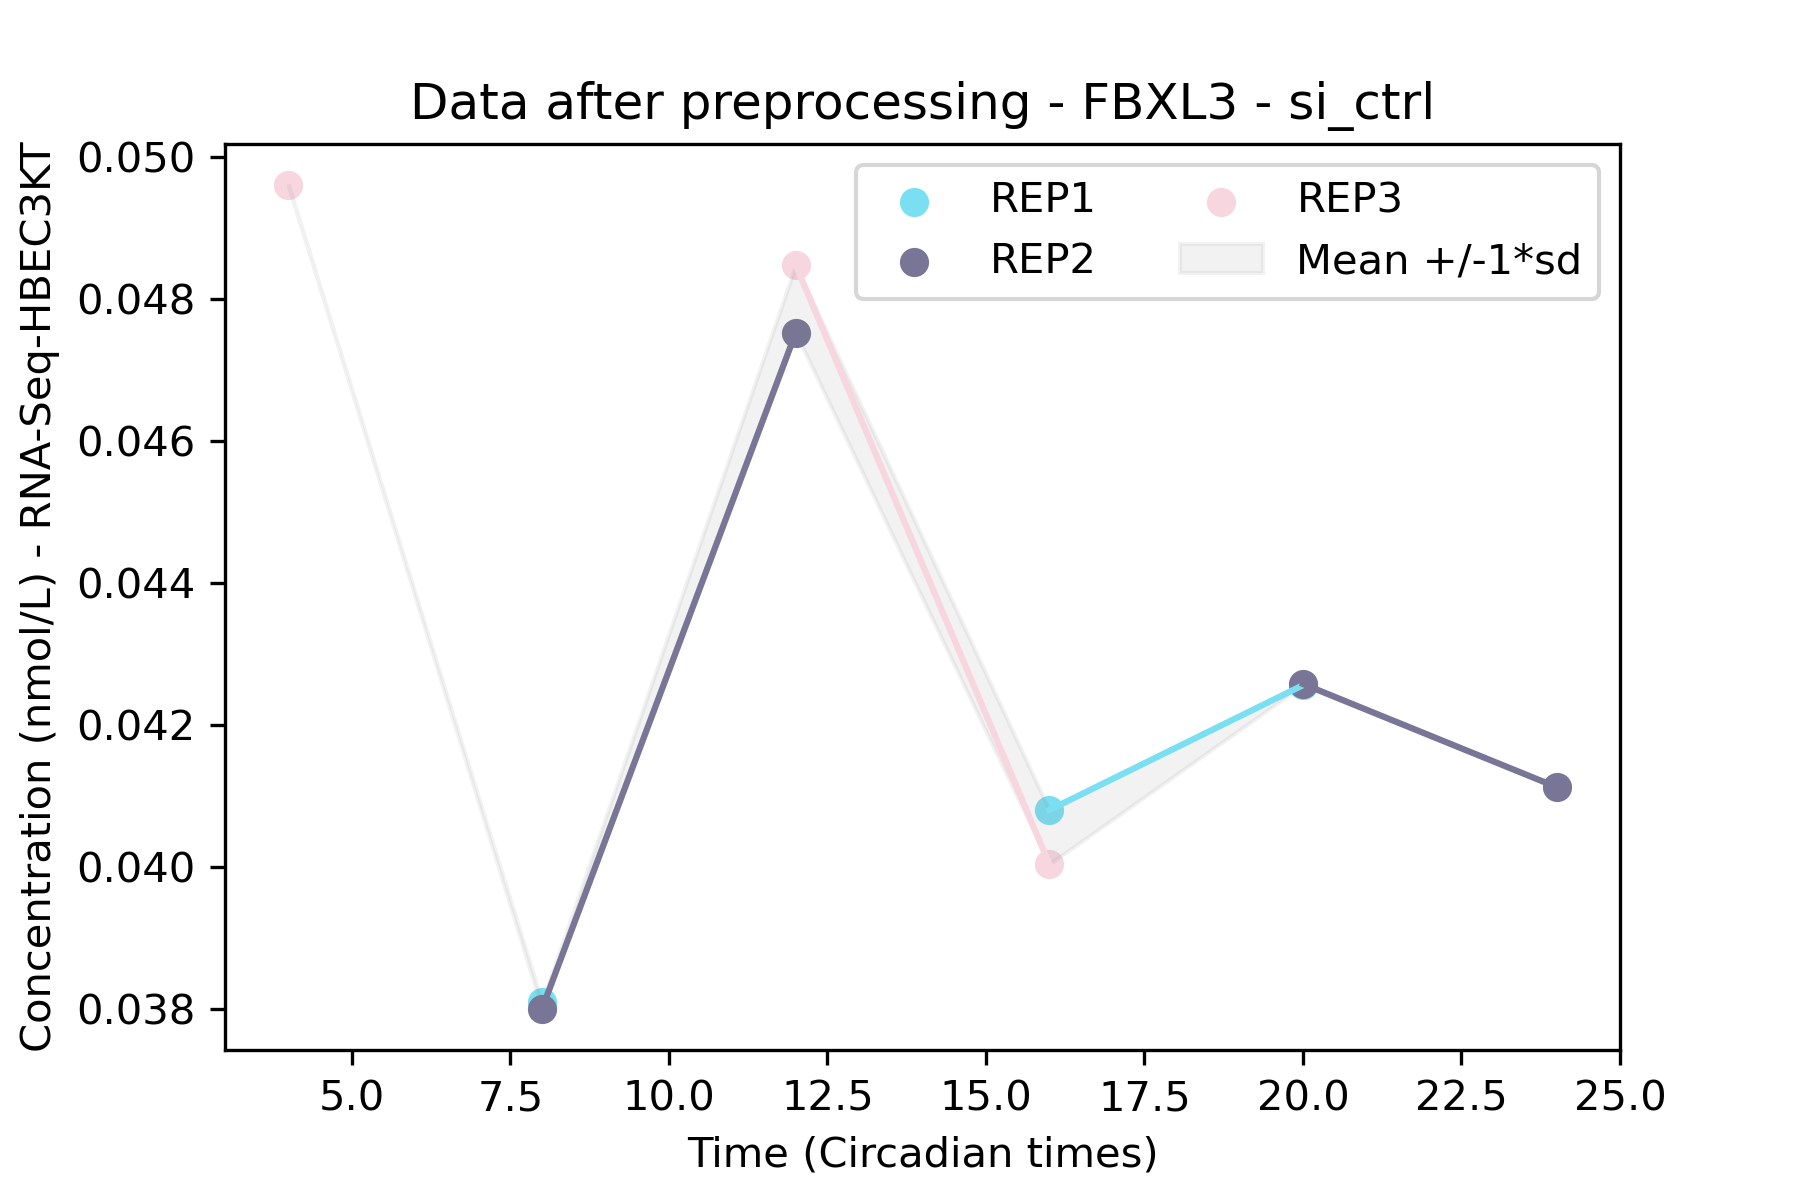 Data after preprocessing - FBXL3 - si_ctrl
Concentration (nmol/L) - RNA-Seq-HBEC3KT
0.050
0.048
0.046
0.044
0.042
0.040
0.038
REP1
REP2
REP3
Mean +/-1*sd
5.0 7.5 10.0 12.5 15.0 17.5 20.0 22.5 25.0
Time (Circadian times)